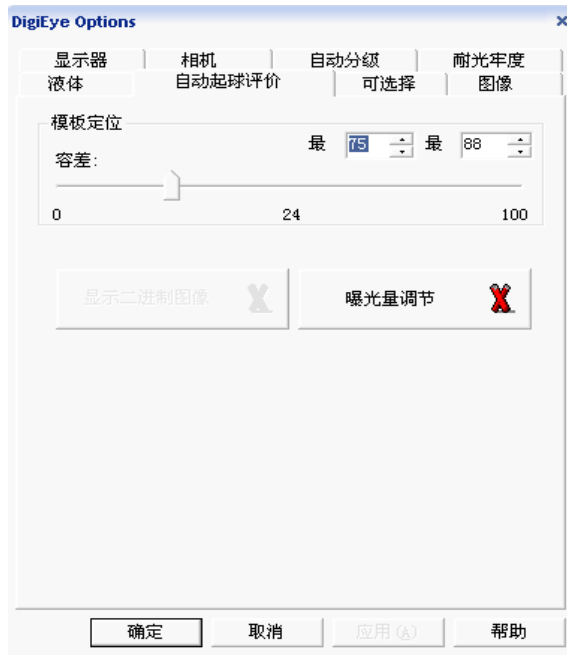 DigiEye Options
显示器 相机 自动分级 耐光牢度
液体 自动起球评价 可选择 图像
模板定位
最 75 最 88
容差:
0 24 100
显示二进制图像 曝光量调节
确定 取消 应用(A) 帮助